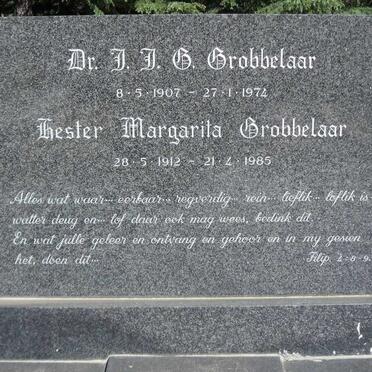 Dr. J. J. G. Grobbelaar
8·5·1907 – 27·1·1974
Hester Margarita Grobbelaar
28·5·1912 – 21·4·1985
Alles wat waar... eerbaar... regverdig... rein... lieflik... loflik is
watter deug en... lof daar ook mag wees, bedink dit.
En wat julle geleer en ontvang en gehoor en in my gesien
het, doen dit...
Filip. 4-8-9.